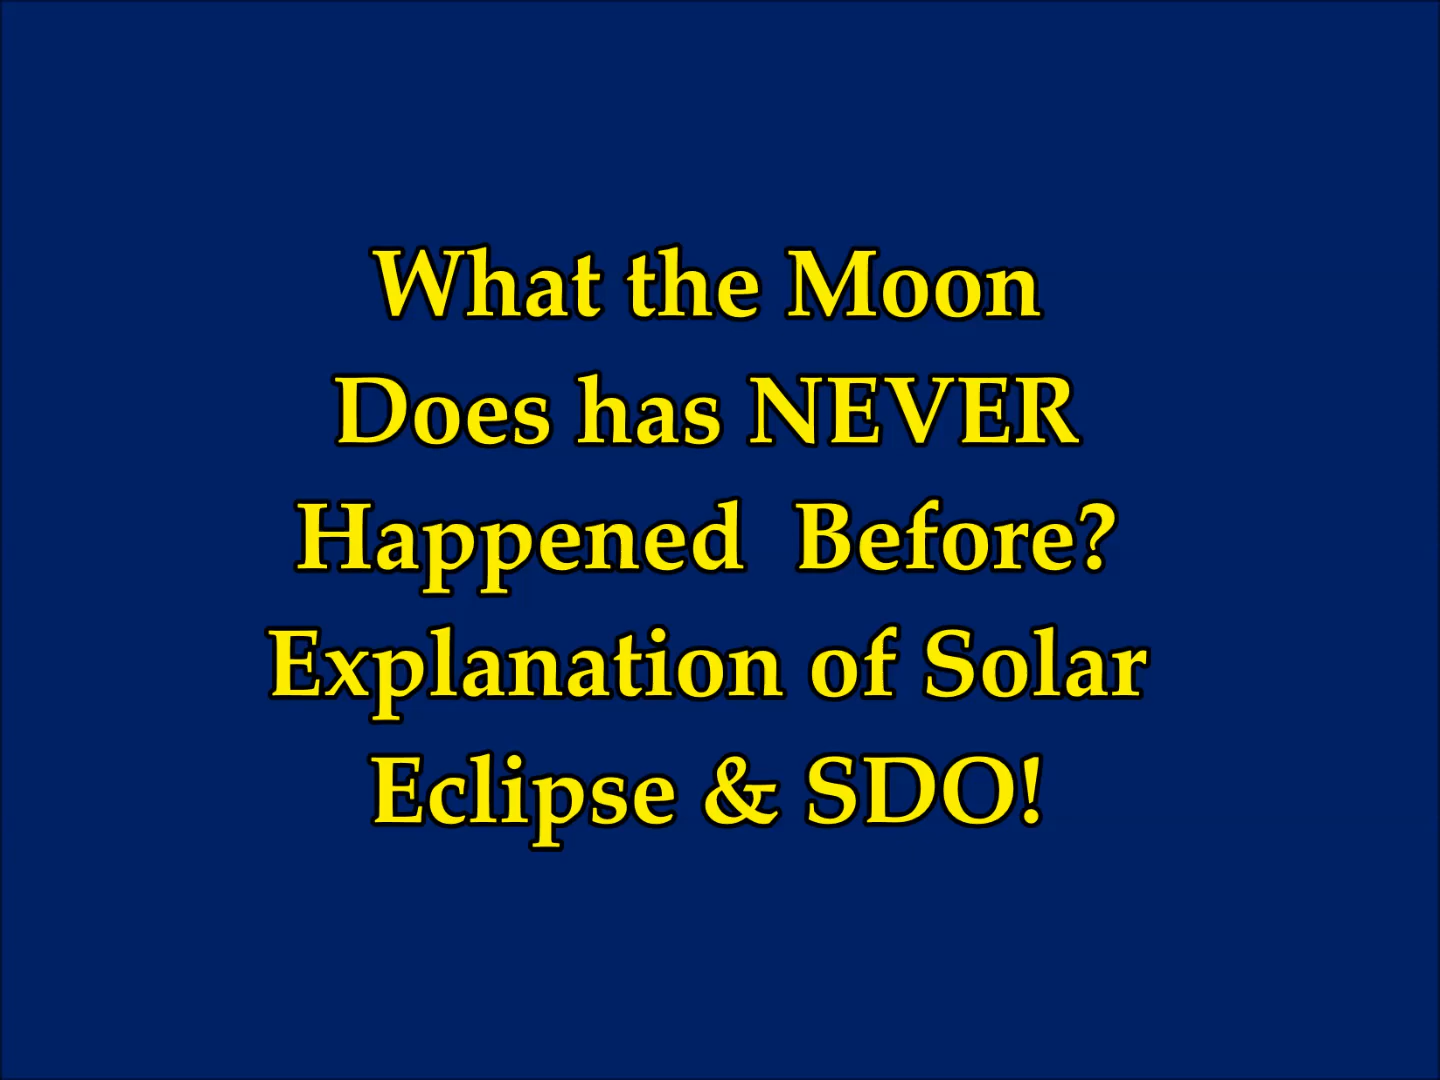 What the Moon
Does has NEVER
Happened  Before?
Explanation of Solar
Eclipse & SDO!